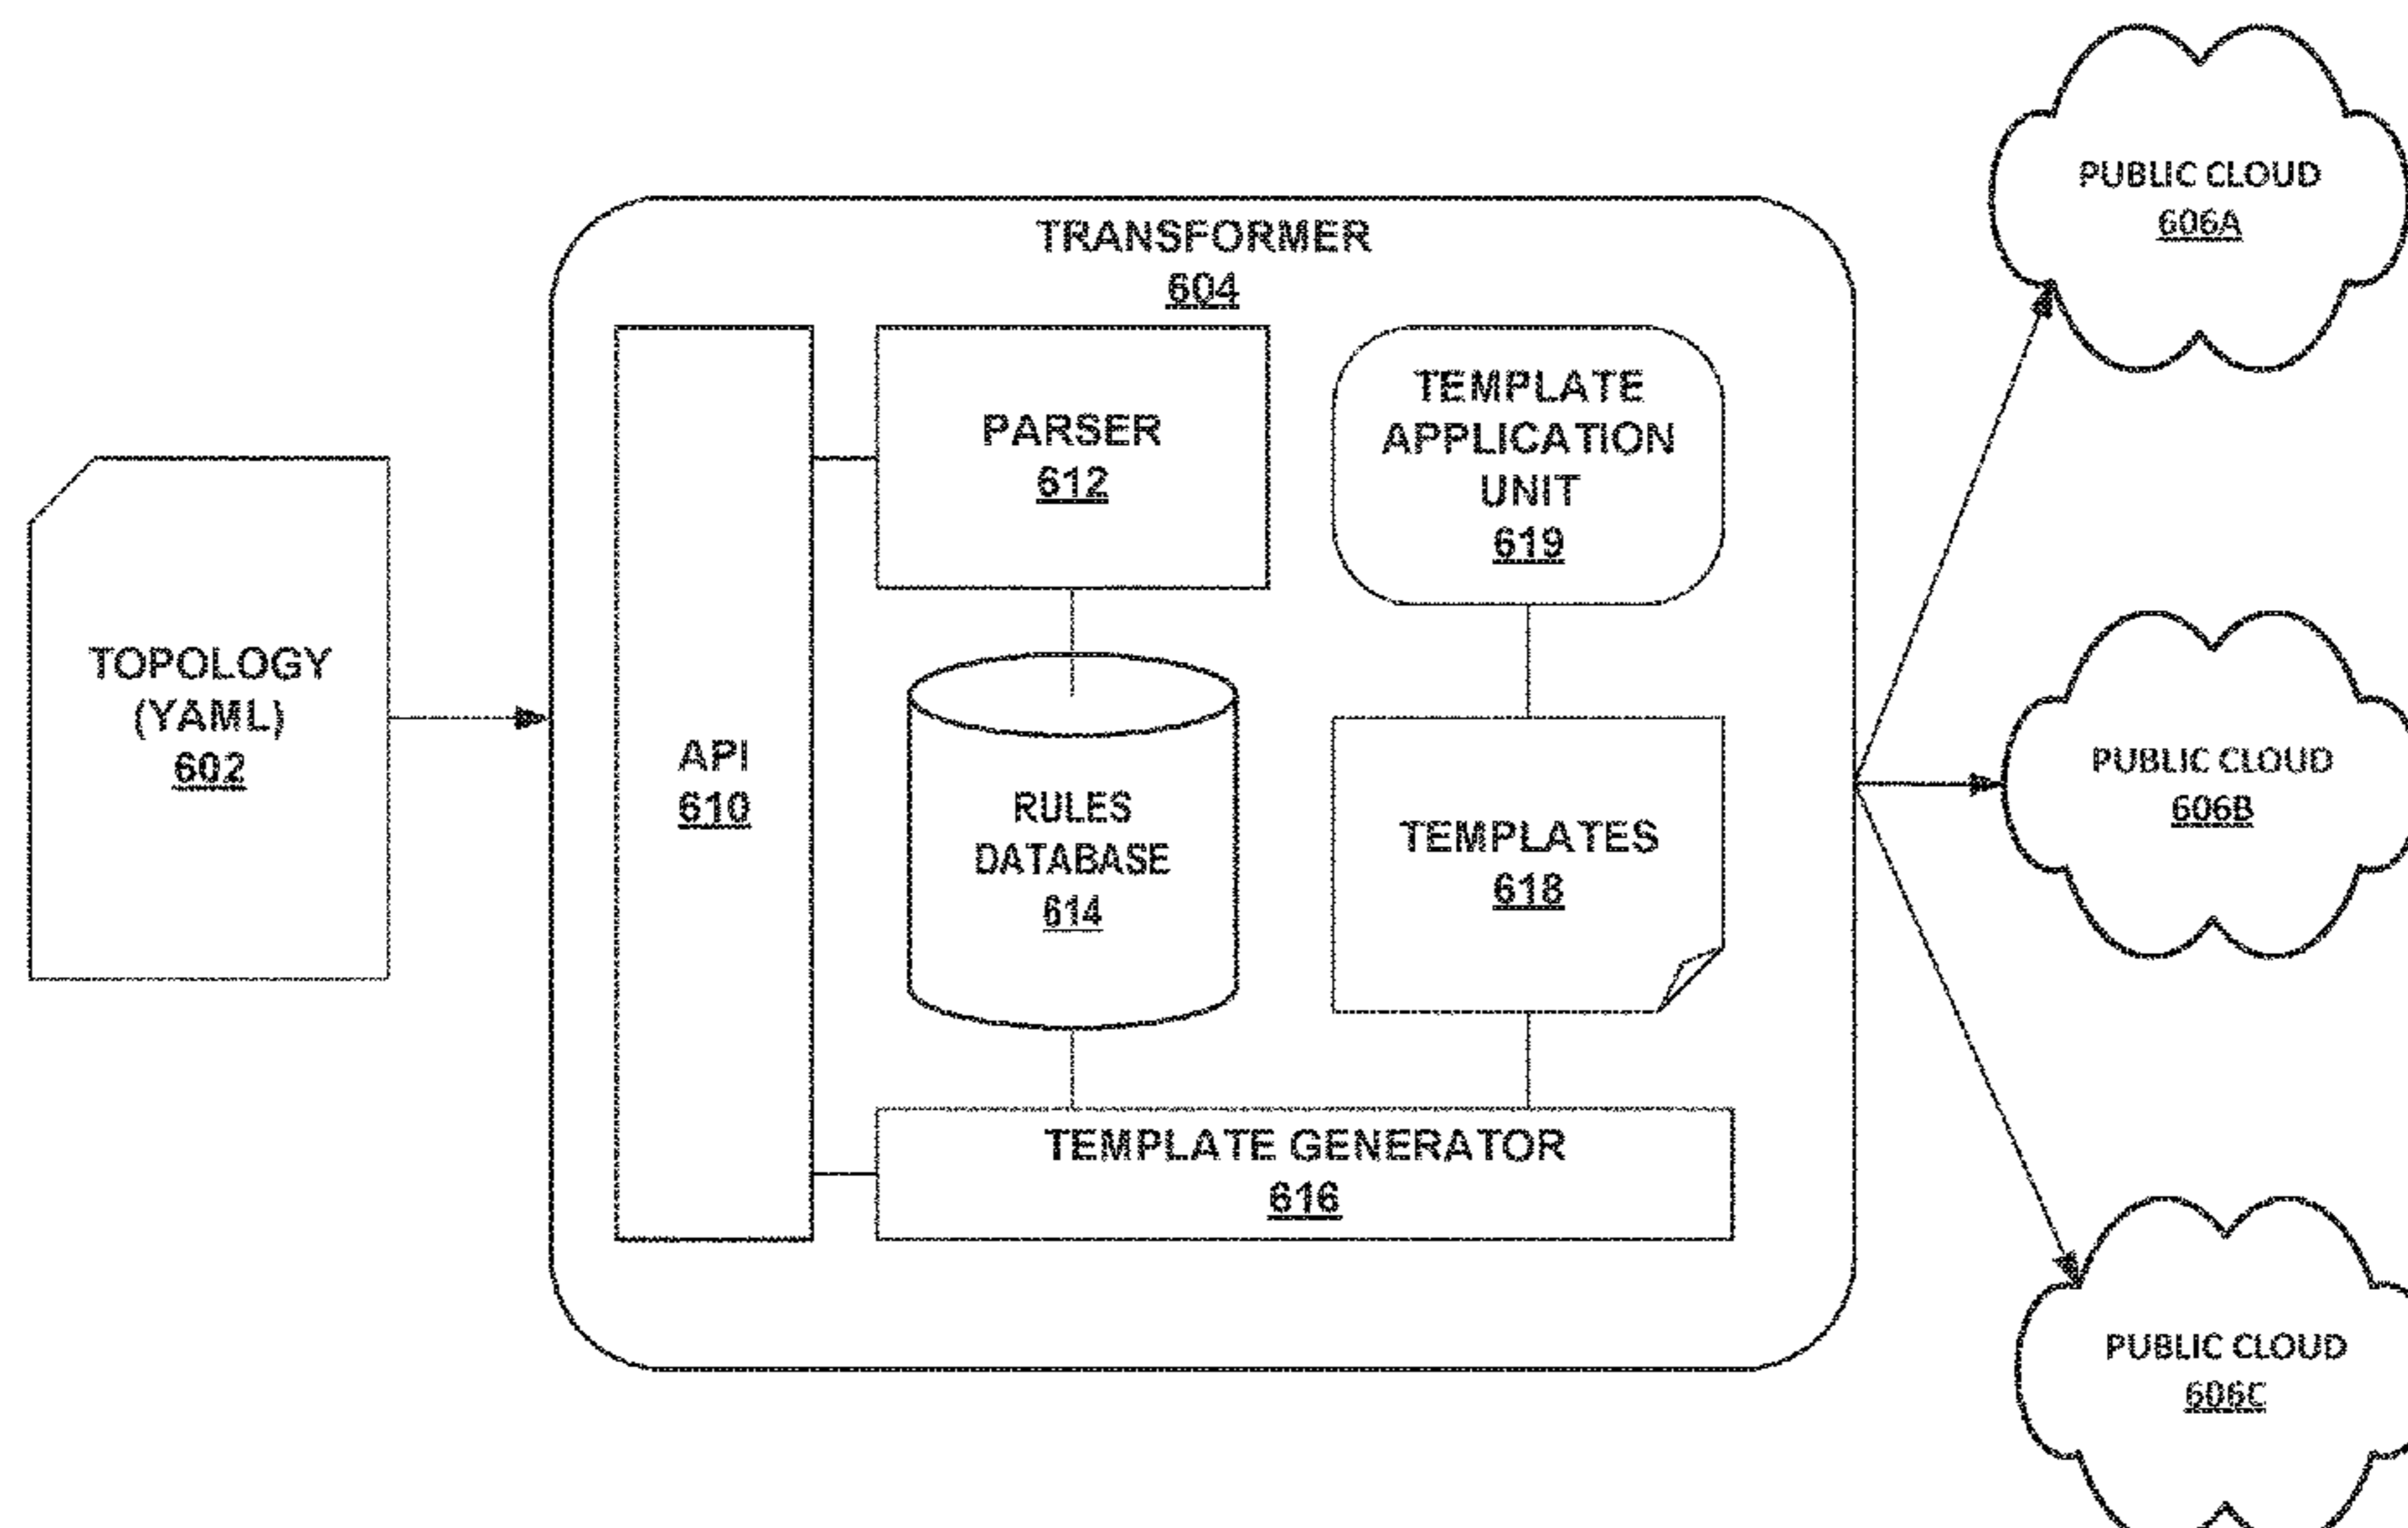 TOPOLOGY
(YAML)
602
TRANSFORMER
604
API
610
PARSER
612
RULES
DATABASE
614
TEMPLATE
APPLICATION
UNIT
619
TEMPLATES
618
TEMPLATE GENERATOR
616
PUBLIC CLOUD
606A
PUBLIC CLOUD
606B
PUBLIC CLOUD
606C